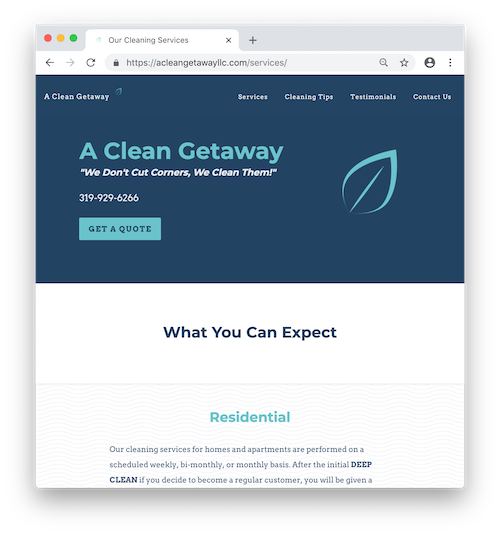 Our Cleaning Services
https://acleangetawayllc.com/services/
A Clean Getaway
Services Cleaning Tips Testimonials Contact Us
A Clean Getaway
"We Don't Cut Corners, We Clean Them!"
319-929-6266
GET A QUOTE
What You Can Expect
Residential
Our cleaning services for homes and apartments are performed on a
scheduled weekly, bi-monthly, or monthly basis. After the initial DEEP
CLEAN if you decide to become a regular customer, you will be given a